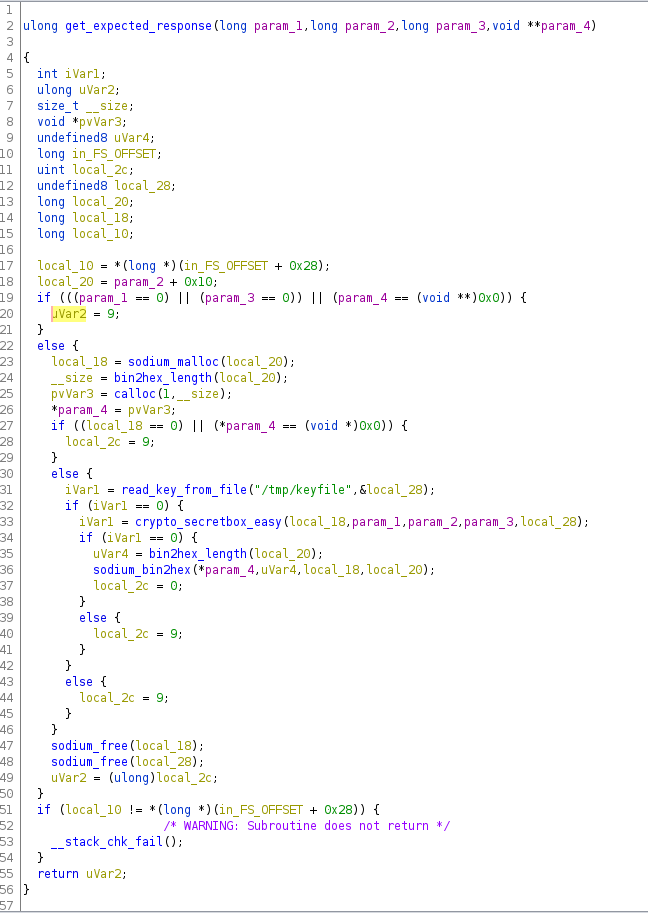 1
2 ulong get_expected_response(long param_1,long param_2,long param_3,void **param_4)
3
4 {
5   int iVar1;
6   ulong uVar2;
7   size_t __size;
8   void *pvVar3;
9   undefined8 uVar4;
10   long in_FS_OFFSET;
11   uint local_2c;
12   undefined8 local_28;
13   long local_20;
14   long local_18;
15   long local_10;
16
17   local_10 = *(long *)(in_FS_OFFSET + 0x28);
18   local_20 = param_2 + 0x10;
19   if (((param_1 == 0) || (param_3 == 0)) || (param_4 == (void **)0x0)) {
20     uVar2 = 9;
21   }
22   else {
23     local_18 = sodium_malloc(local_20);
24     __size = bin2hex_length(local_20);
25     pvVar3 = calloc(1,__size);
26     *param_4 = pvVar3;
27     if ((local_18 == 0) || (*param_4 == (void *)0x0)) {
28       local_2c = 9;
29     }
30     else {
31       iVar1 = read_key_from_file("/tmp/keyfile",&local_28);
32       if (iVar1 == 0) {
33         iVar1 = crypto_secretbox_easy(local_18,param_1,param_2,param_3,local_28);
34         if (iVar1 == 0) {
35           uVar4 = bin2hex_length(local_20);
36           sodium_bin2hex(*param_4,uVar4,local_18,local_20);
37           local_2c = 0;
38         }
39         else {
40           local_2c = 9;
41         }
42       }
43       else {
44         local_2c = 9;
45       }
46     }
47     sodium_free(local_18);
48     sodium_free(local_28);
49     uVar2 = (ulong)local_2c;
50   }
51   if (local_10 != *(long *)(in_FS_OFFSET + 0x28)) {
52                     /* WARNING: Subroutine does not return */
53     __stack_chk_fail();
54   }
55   return uVar2;
56 }
57